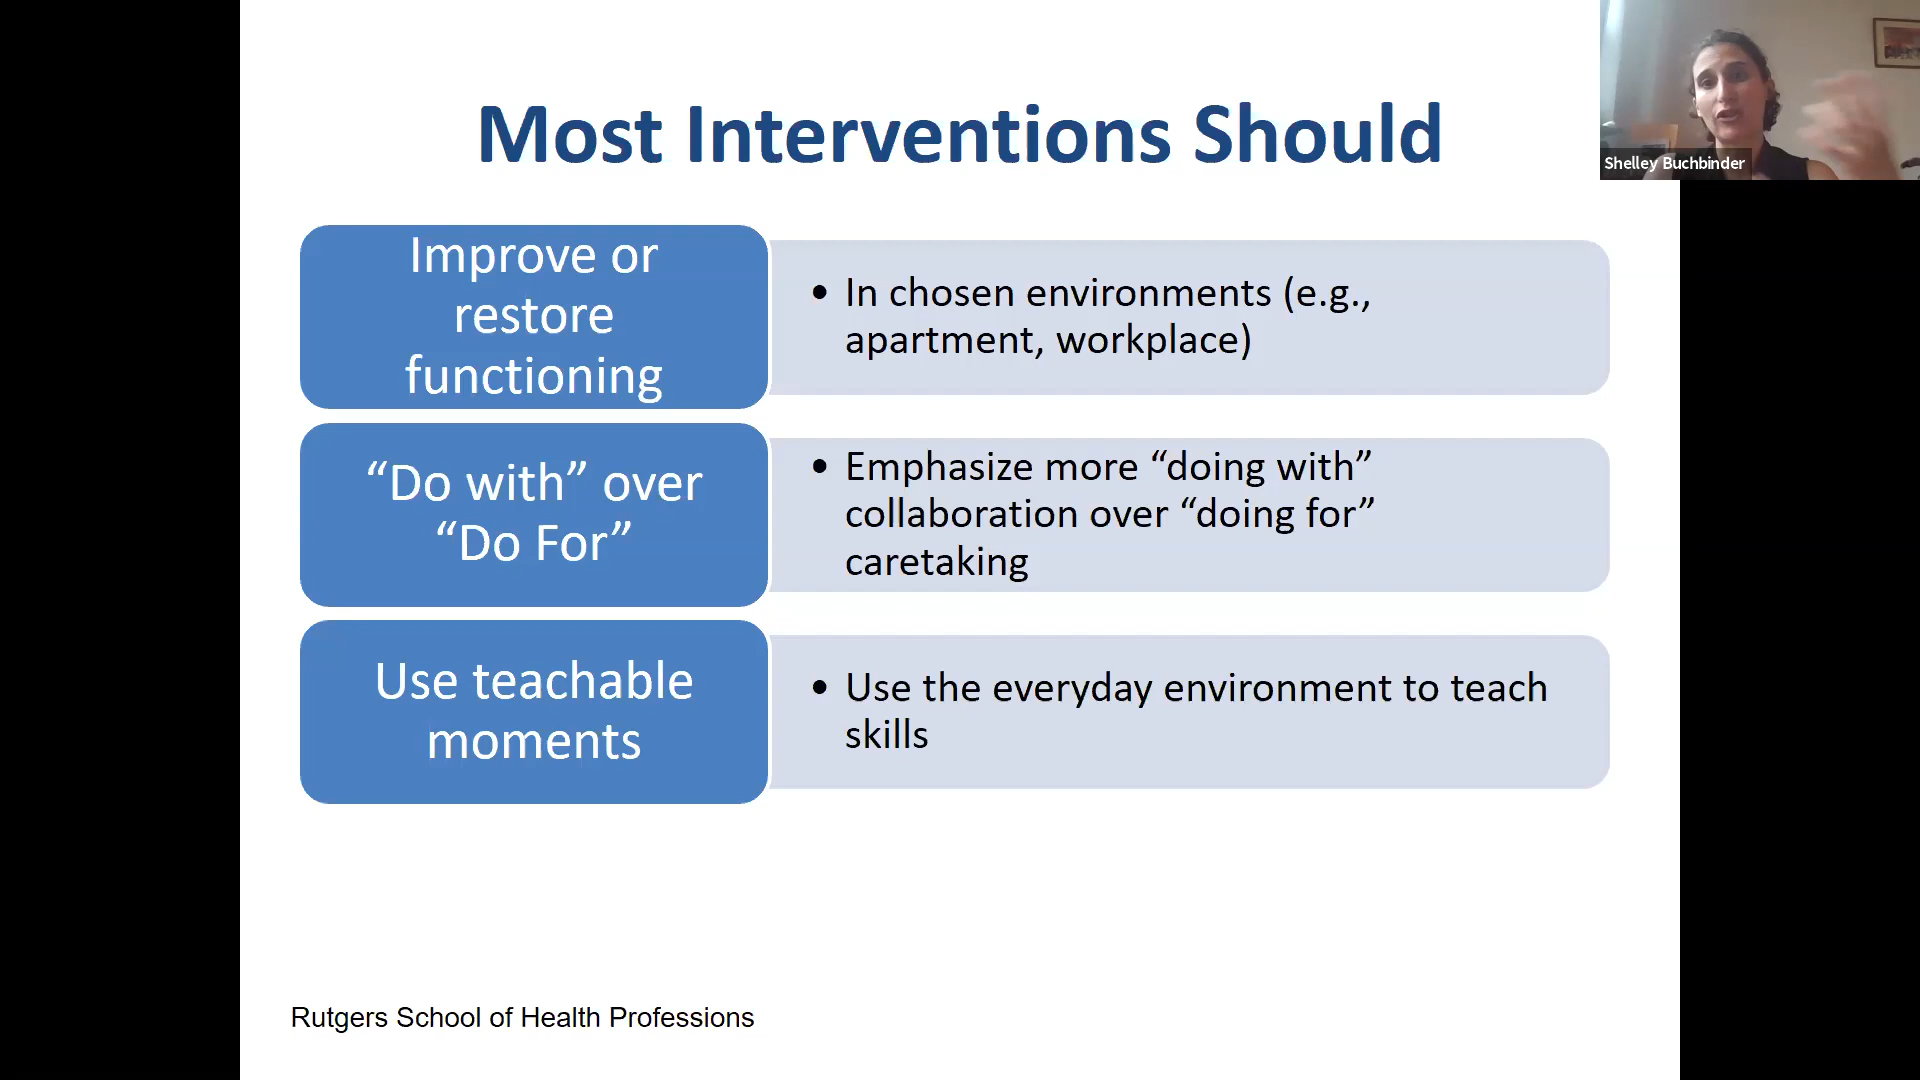 Most Interventions Should
Shelley Buchbinder
Improve or
restore
functioning
• In chosen environments (e.g.,
apartment, workplace)
“Do with” over
“Do For”
• Emphasize more “doing with”
collaboration over “doing for”
caretaking
Use teachable
moments
• Use the everyday environment to teach
skills
Rutgers School of Health Professions